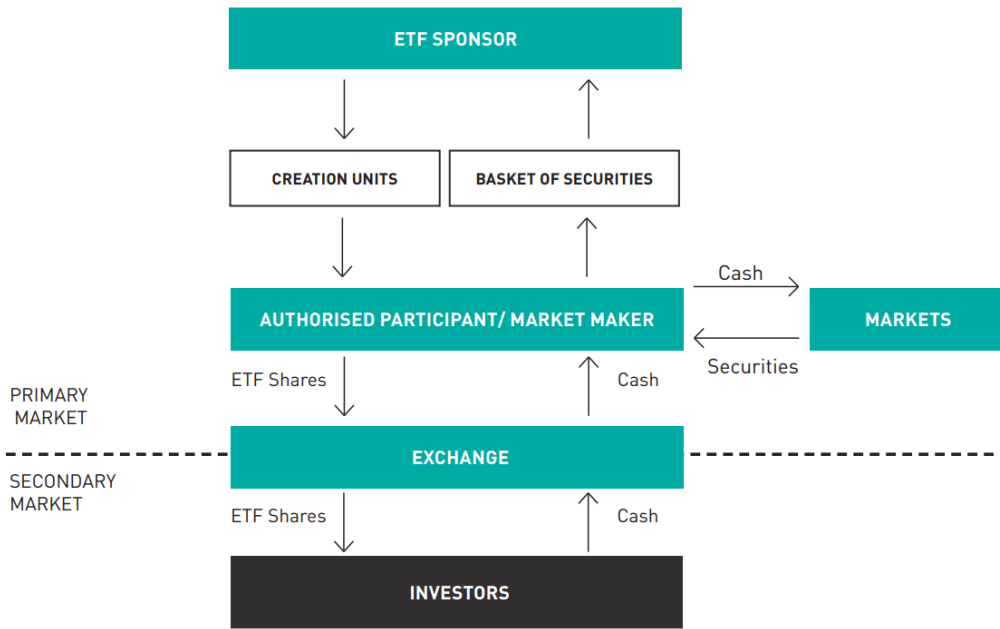 ETF SPONSOR
CREATION UNITS
BASKET OF SECURITIES
Cash
AUTHORISED PARTICIPANT/ MARKET MAKER
MARKETS
Securities
ETF Shares
Cash
PRIMARY
MARKET
EXCHANGE
SECONDARY
MARKET
ETF Shares
Cash
INVESTORS